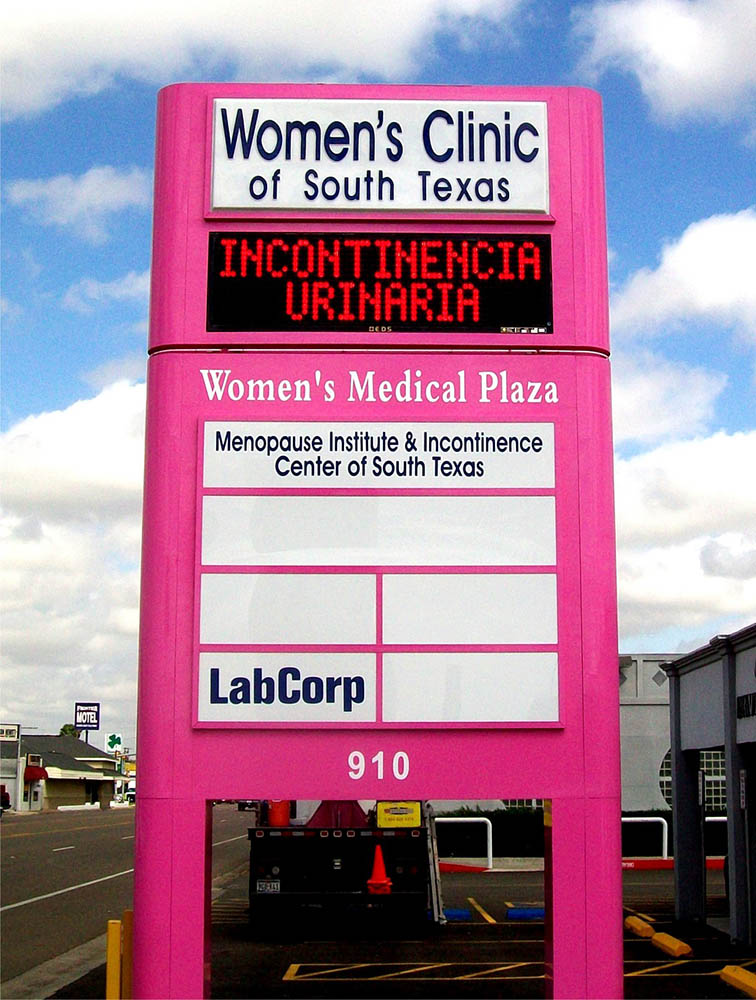 Women's Clinic
of South Texas
INCONTINENCIA
URINARIA
Women's Medical Plaza
Menopause Institute & Incontinence
Center of South Texas
LabCorp
910
MOTEL